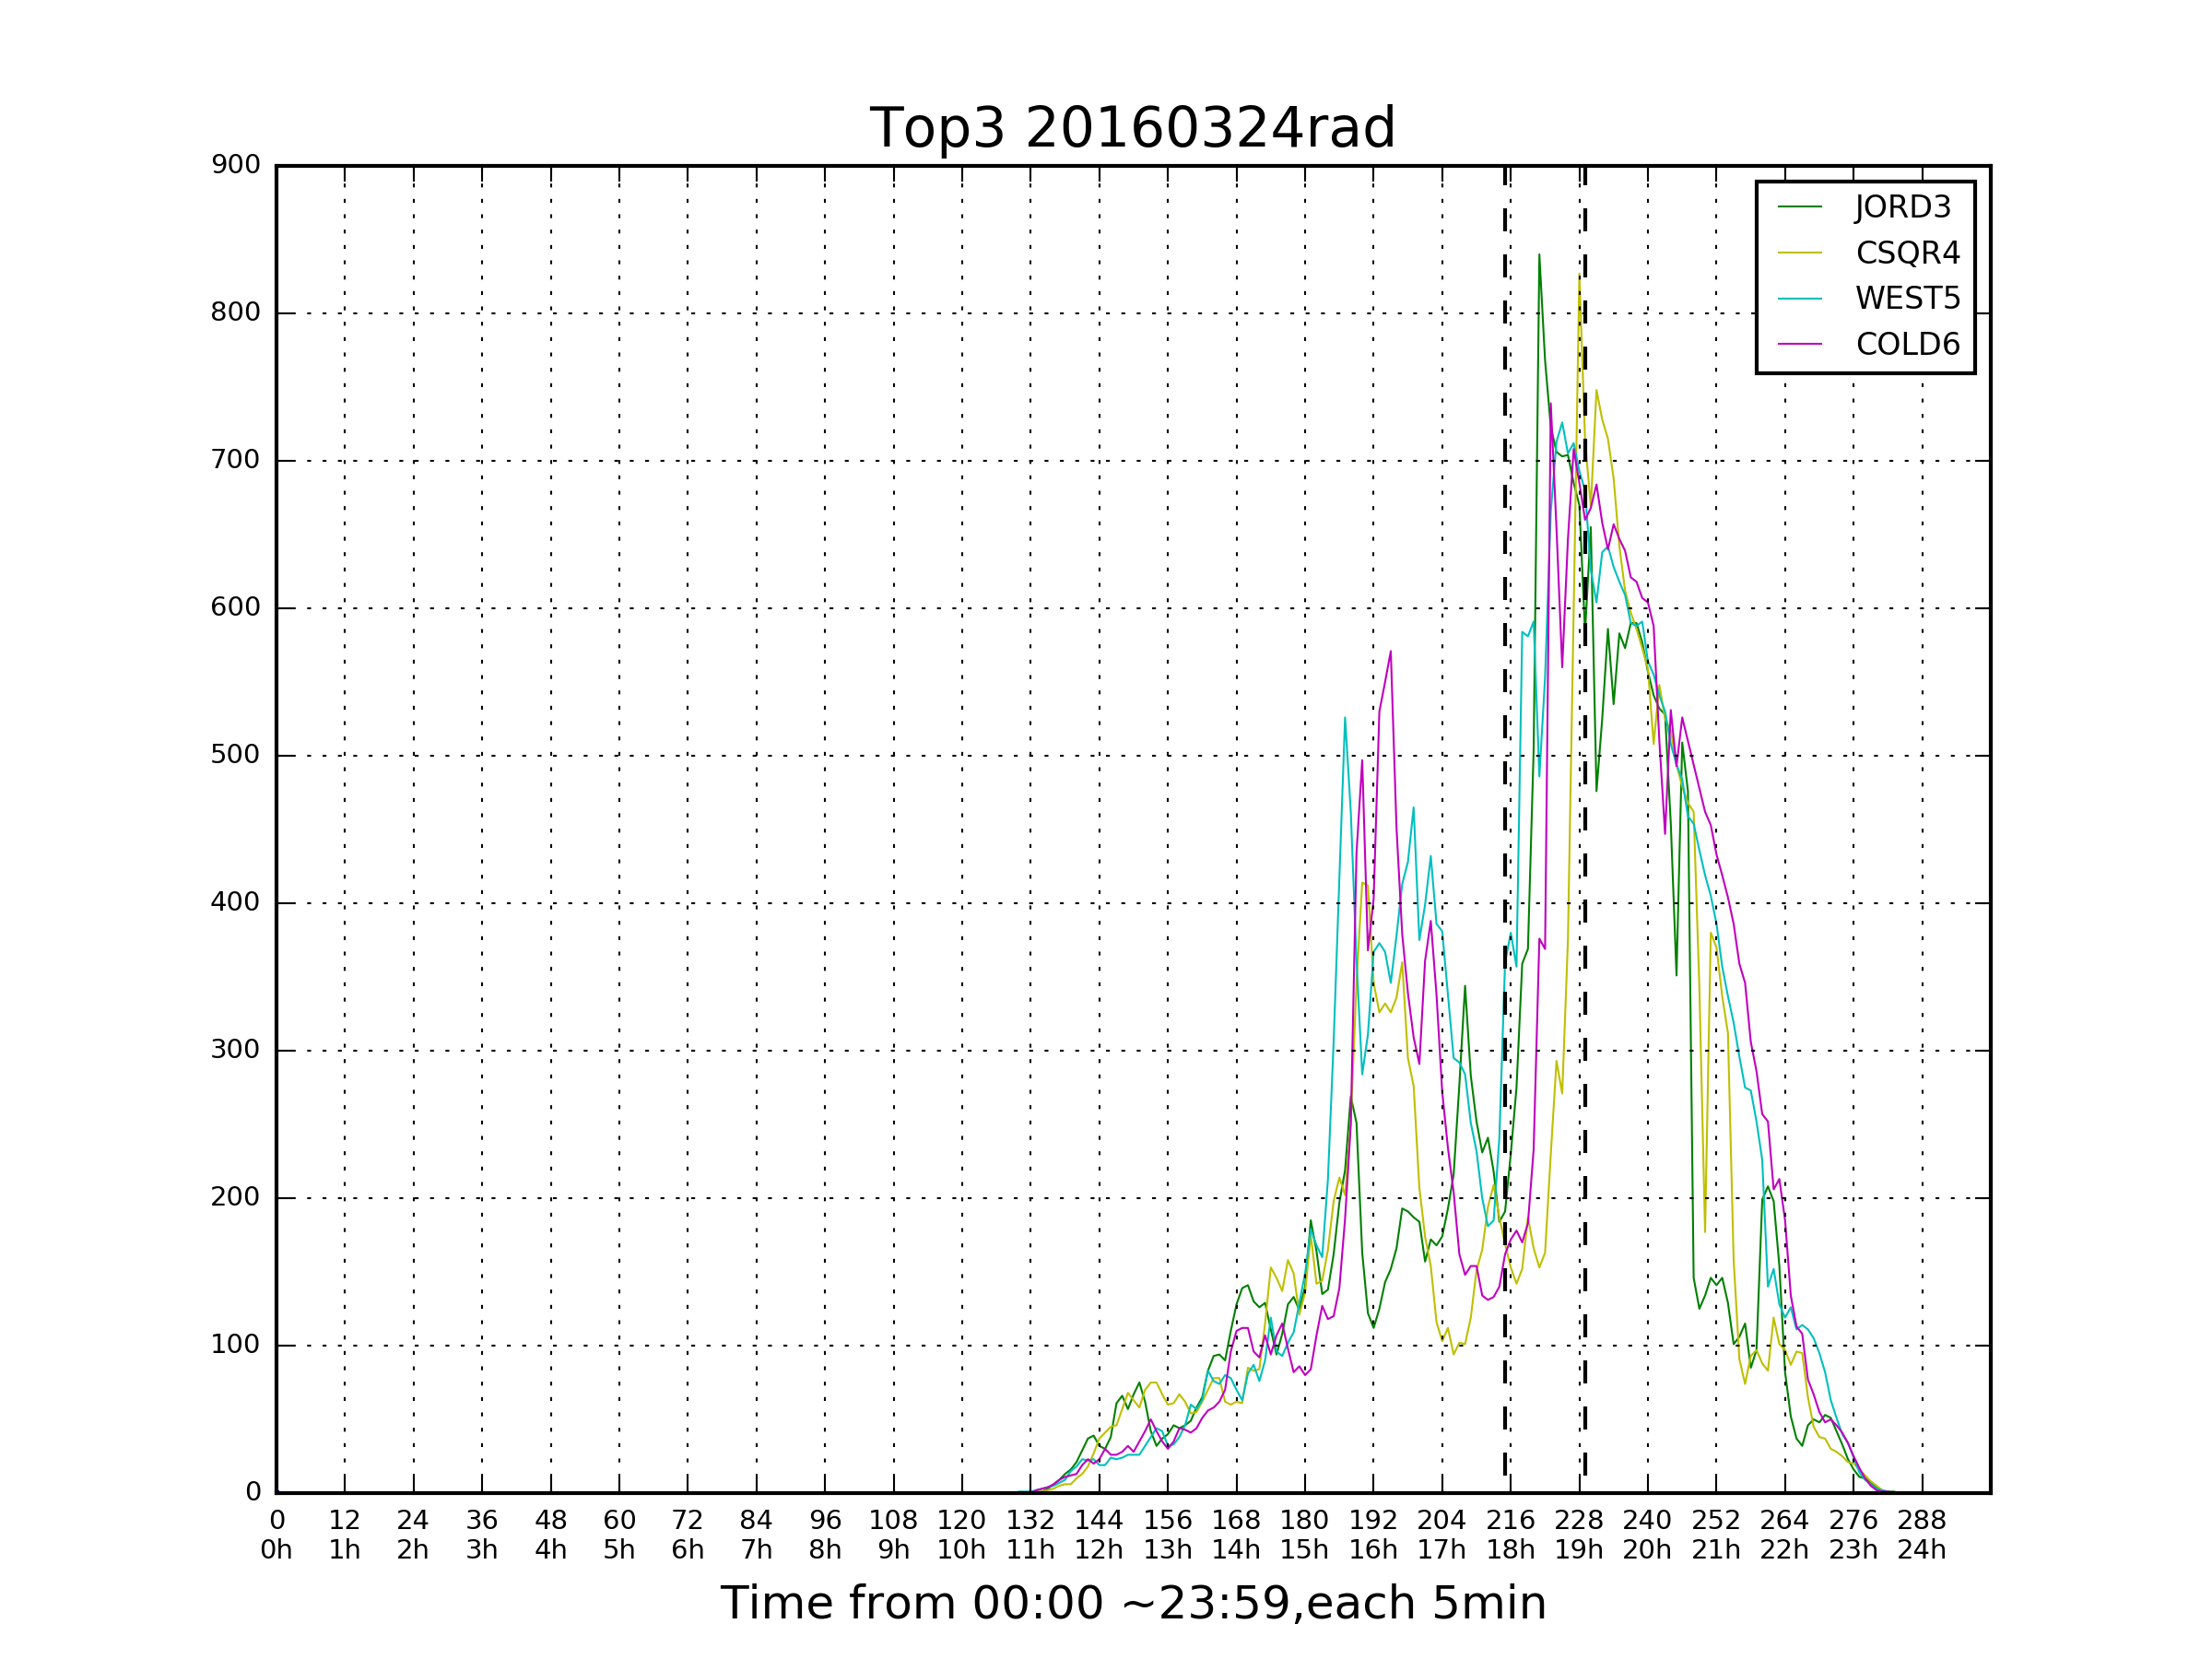 Top3 20160324rad
900
800
700
600
500
400
300
200
100
0
JORD3
CSQR4
WEST5
COLD6
0 12 24 36 48 60 72 84 96 108 120 132 144 156 168 180 192 204 216 228 240 252 264 276 288
0h 1h 2h 3h 4h 5h 6h 7h 8h 9h 10h 11h 12h 13h 14h 15h 16h 17h 18h 19h 20h 21h 22h 23h 24h
Time from 00:00 ~23:59,each 5min